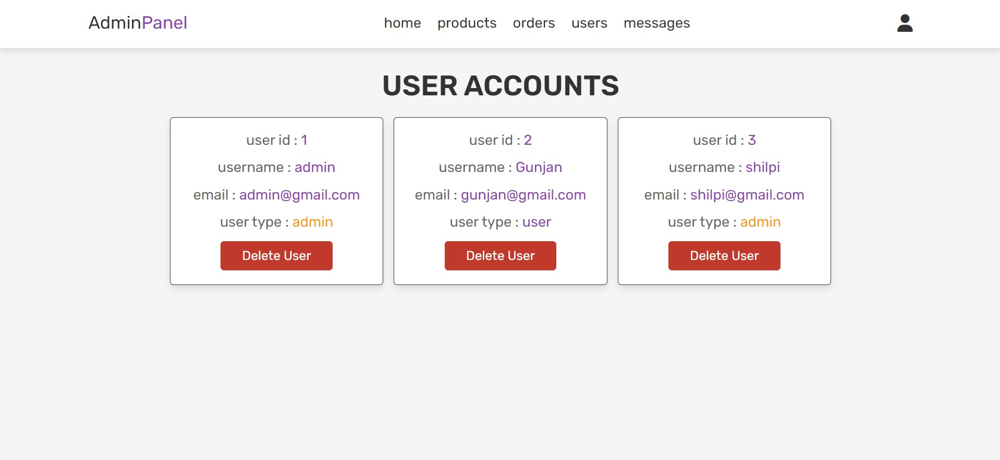 AdminPanel
home products orders users messages
USER ACCOUNTS
user id : 1
username : admin
email : admin@gmail.com
user type : admin
Delete User
user id : 2
username : Gunjan
email : gunjan@gmail.com
user type : user
Delete User
user id : 3
username : shilpi
email : shilpi@gmail.com
user type : admin
Delete User